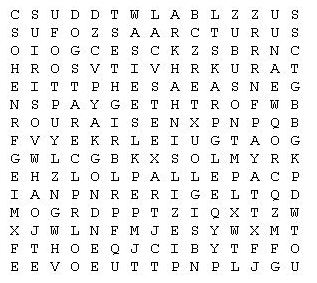 C S U D D T W L A B L Z Z U S
S U F O Z S A A R C T U R U S
O I O G C E S C K Z S B R N C
H R O S V T I V H R K U R A T
E I T T P H E S A E A S N E G
N S P A Y G E T H T R O F W B
R O U R A I S E N X P N P Q B
F V Y E K R L E I U G T A O G
G W L C G B K X S O L M Y R K
E H Z L O L P A L L E P A C P
I A N P N R E R I G E L T Q D
M O G R D P P T Z I Q X T Z W
X J W L N F M J E S Y W X M T
F T H O E Q J C I B Y T F F O
E E V O E U T T P N P L J G U